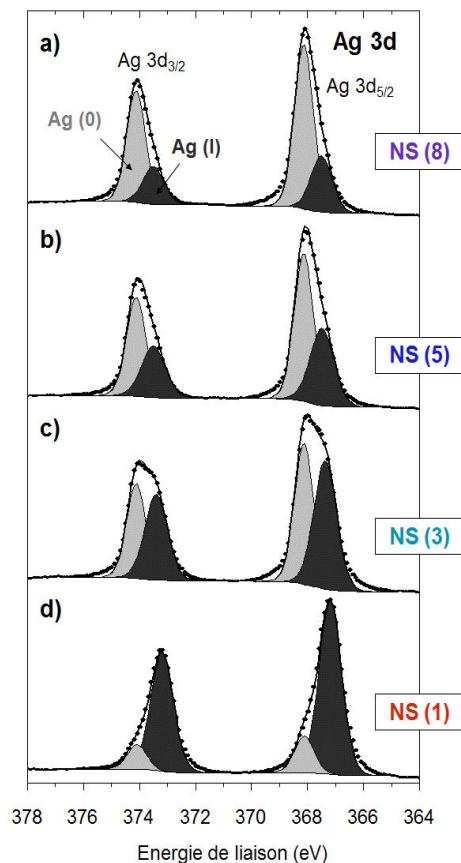 a)
Ag 3d
Ag 3d3/2
Ag 3d5/2
Ag (0)
Ag (I)
NS (8)
b)
NS (5)
c)
NS (3)
d)
NS (1)
378 376 374 372 370 368 366 364
Energie de liaison (eV)